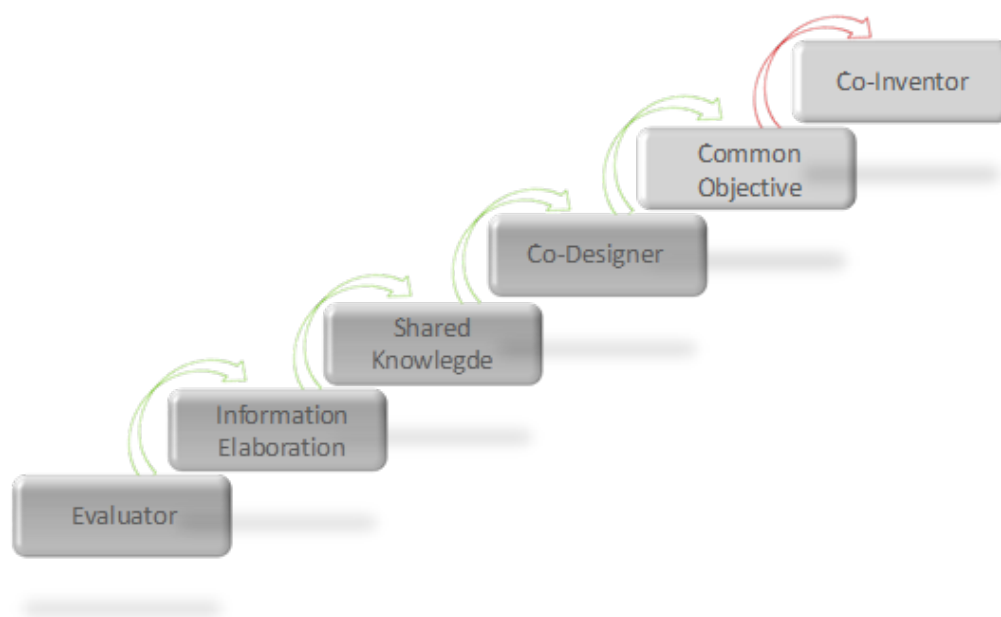 Co-Inventor
Common
Objective
Co-Designer
Shared
Knowlegde
Information
Elaboration
Evaluator